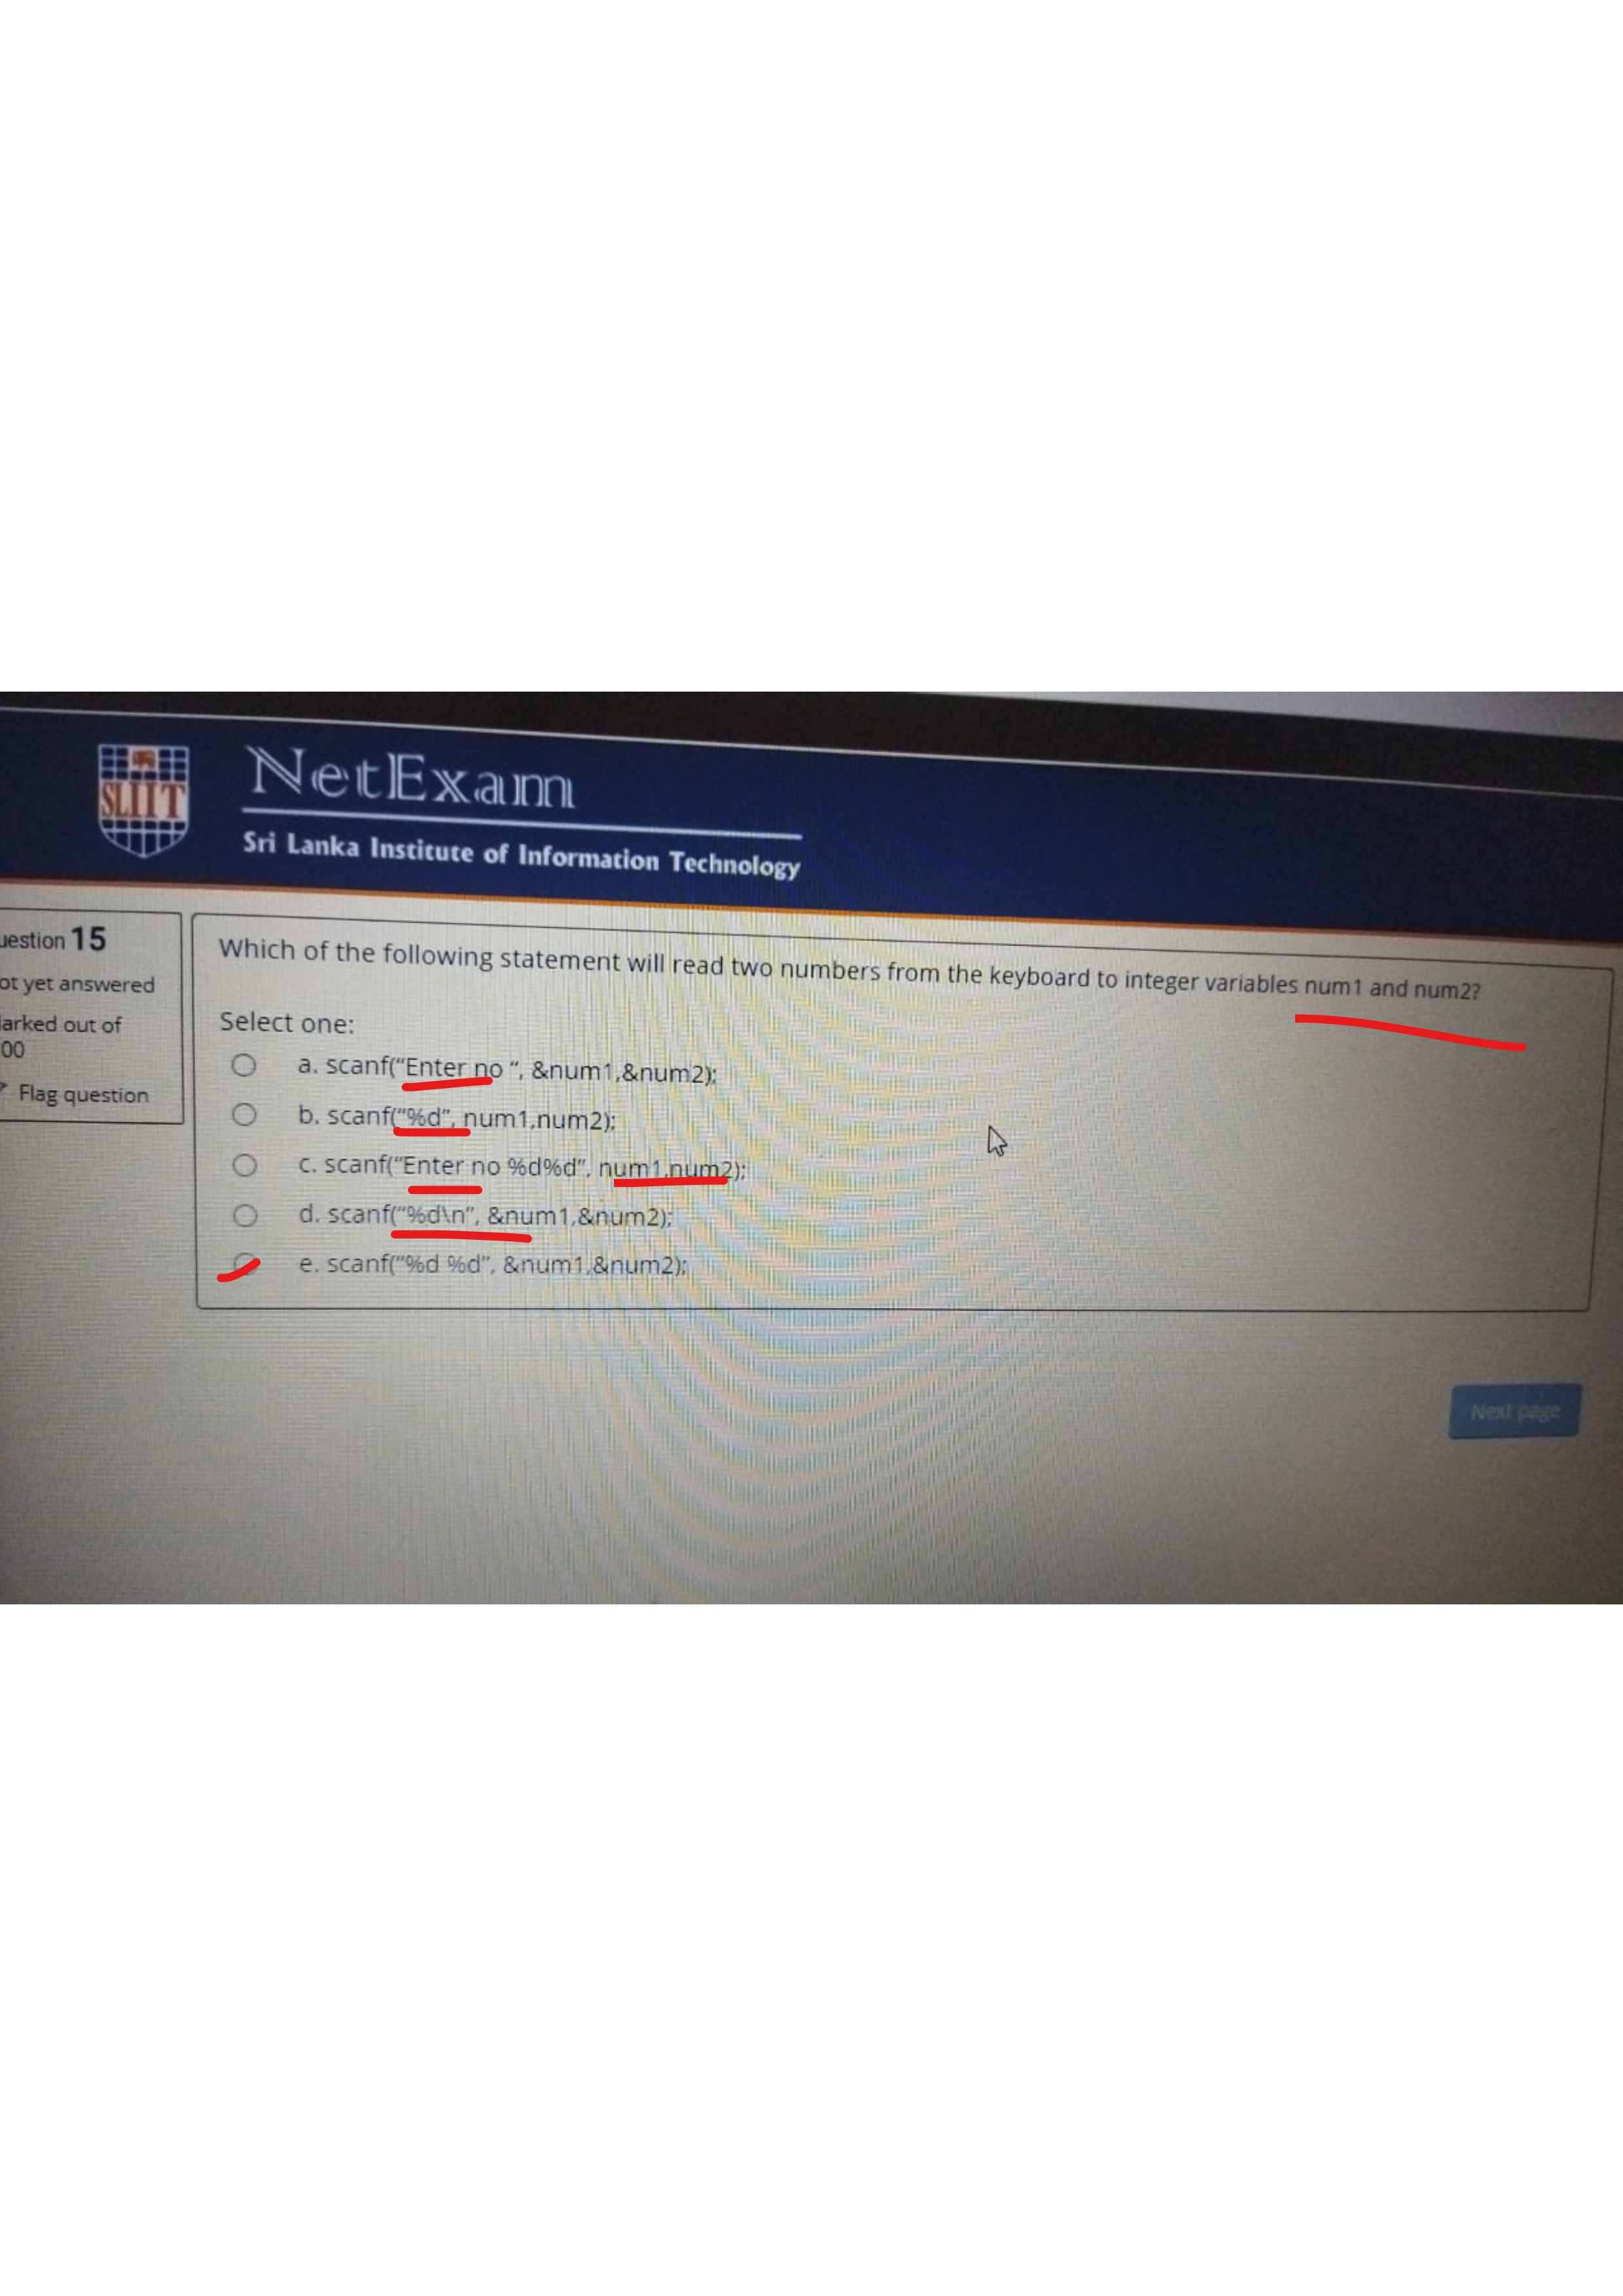 SLIIT
NetExam
Sri Lanka Institute of Information Technology
uestion 15
ot yet answered
arked out of
00
Flag question
Which of the following statement will read two numbers from the keyboard to integer variables num1 and num2?
Select one:
a. scanf(“Enter no “, &num1,&num2);
b. scanf(“%d”, num1,num2);
c. scanf(“Enter no %d%d”, num1,num2);
d. scanf(“%d\n”, &num1,&num2);
e. scanf(“%d %d”, &num1,&num2);
Next page